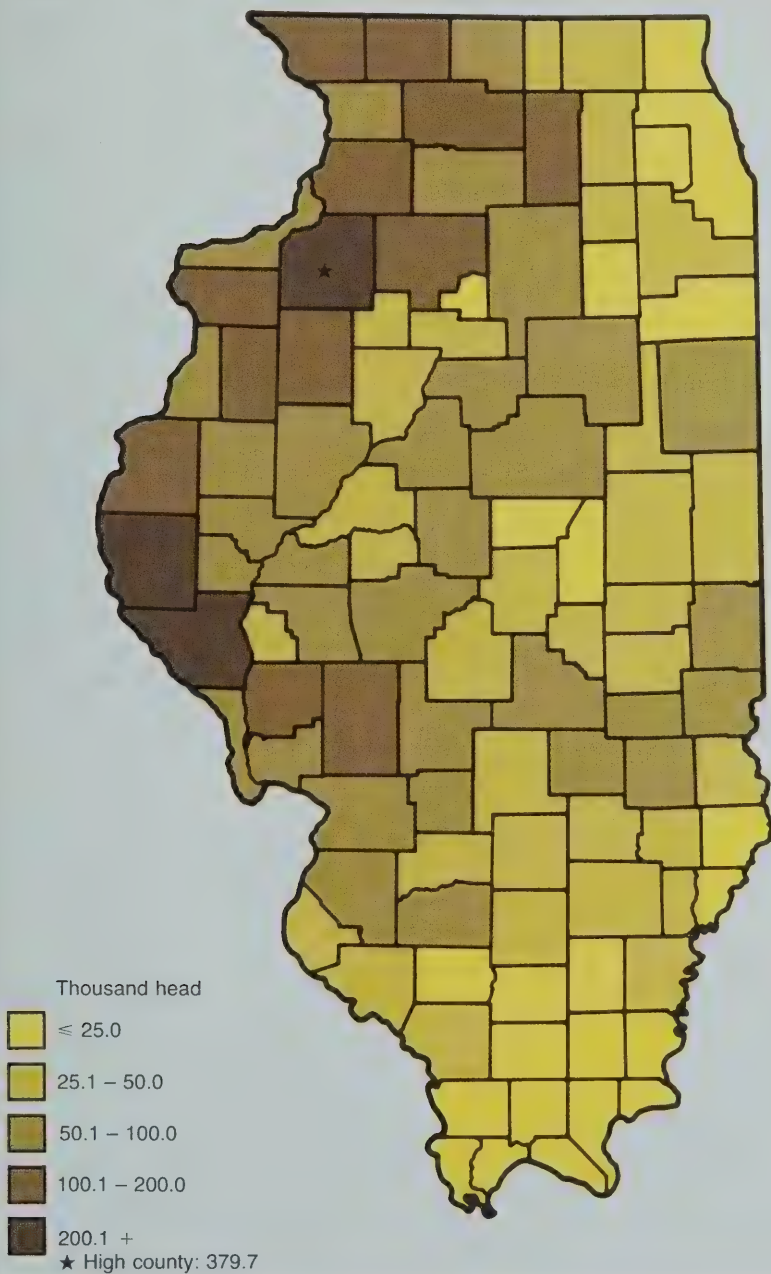 Thousand head
≤ 25.0
25.1 – 50.0
50.1 – 100.0
100.1 – 200.0
200.1 +
★ High county: 379.7